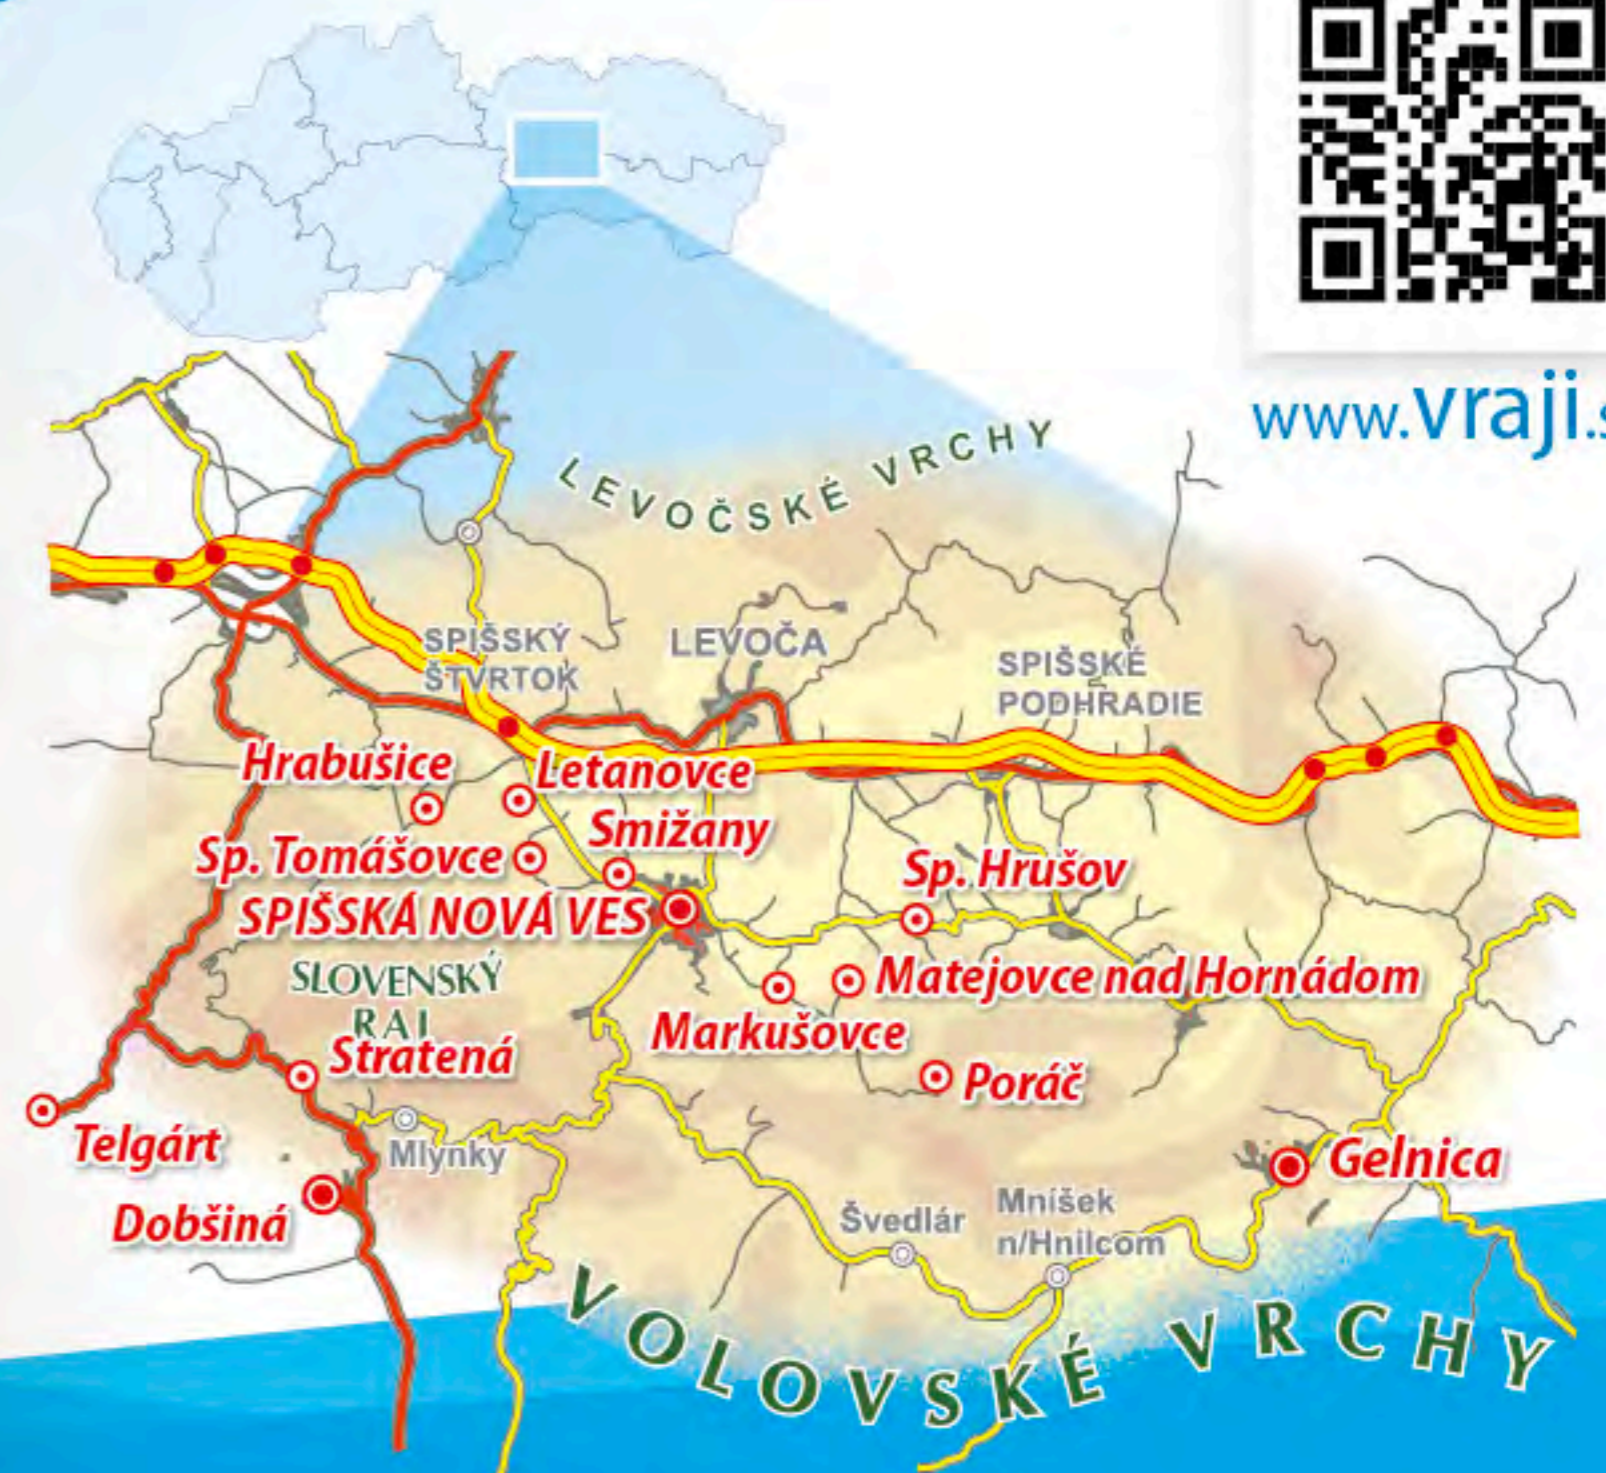 www.vraji.s
LEVOČSKÉ VRCHY
SPIŠSKÝ
ŠTVRTOK
LEVOČA
SPIŠSKÉ
PODHRADIE
Hrabušice
Letanovce
Smižany
Sp. Tomášovce
Sp. Hrušov
SPIŠSKÁ NOVÁ VES
SLOVENSKÝ
RAJ
Matejovce nad Hornádom
Markušovce
Stratená
Poráč
Telgárt
Mlynky
Gelnica
Dobšiná
Švedlár
Mníšek
n/Hnilcom
VOLOVSKÉ VRCHY